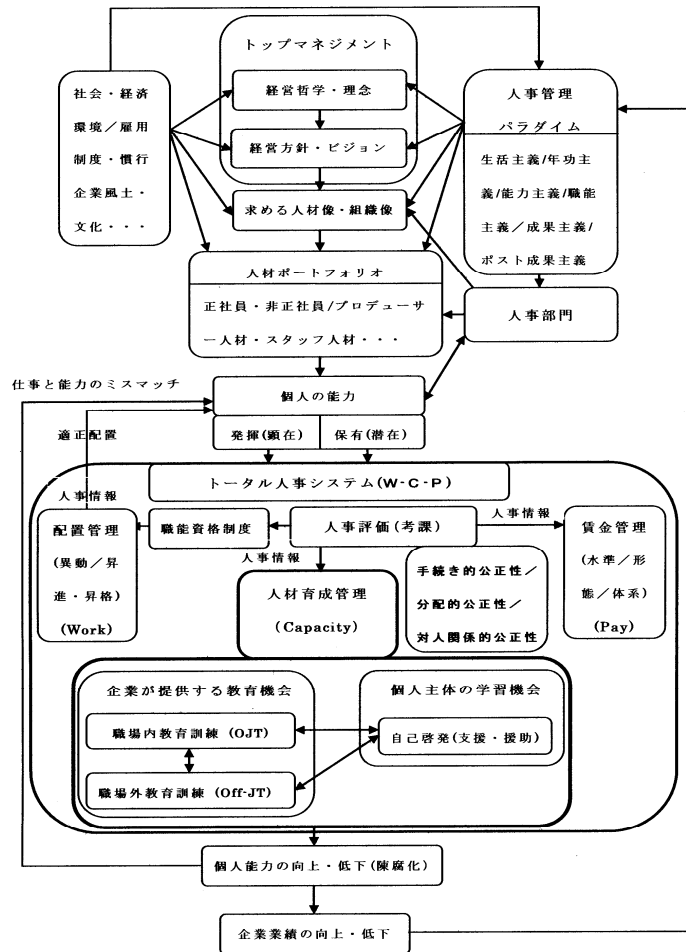 トップマネジメント
社会・経済
環境／雇用
制度・慣行
企業風土・
文化・・・
経営哲学・理念
経営方針・ビジョン
人事管理
パラダイム
生活主義/年功主
義/能力主義/職能
主義／成果主義/
ポスト成果主義
求める人材像・組織像
人材ポートフォリオ
正社員・非正社員/プロデューサ
ー人材・スタッフ人材・・・
人事部門
仕事と能力のミスマッチ
個人の能力
適正配置
発揮(顕在)
保有(潜在)
トータル人事システム(W-C-P)
人事情報
配置管理
(異動／昇
進・昇格)
(Work)
職能資格制度
人事評価(考課)
人事情報
賃金管理
(水準／形
態／体系)
(Pay)
人事情報
人材育成管理
(Capacity)
手続き的公正性／
分配的公正性／
対人関係的公正性
企業が提供する教育機会
個人主体の学習機会
職場内教育訓練 (OJT)
自己啓発(支援・援助)
職場外教育訓練 (Off-JT)
個人能力の向上・低下(陳腐化)
企業業績の向上・低下